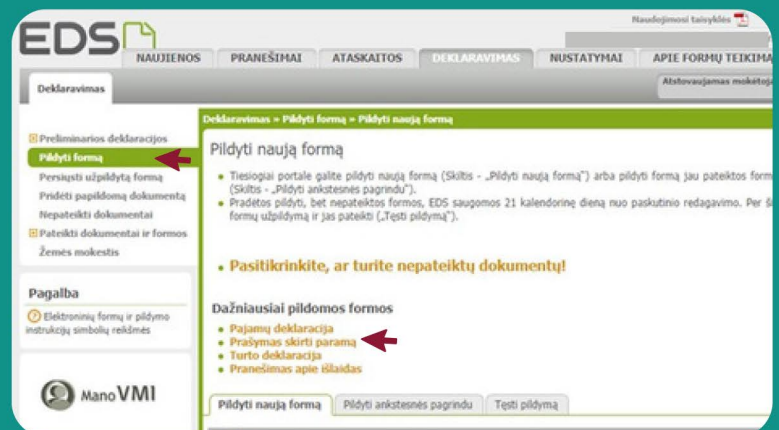 Naudojimosi taisyklės
EDS
NAUJIENOS PRANEŠIMAI ATASKAITOS DEKLARAVIMAS NUSTATYMAI APIE FORMŲ TEIKIMĄ
Deklaravimas
Atstovaujamas mokėtoja
Deklaravimas » Pildyti formą » Pildyti naują formą
Preliminarios deklaracijos
Pildyti formą
Persiųsti užpildytą formą
Pridėti papildomą dokumentą
Nepateikti dokumentai
Pateikti dokumentai ir formos
Žemės mokestis
Pagalba
Elektroninių formų ir pildymo
instrukcijų simbolių reikšmės
Mano VMI
Pildyti naują formą
Tiesiogiai portale galite pildyti naują formą (Skiltis - „Pildyti naują formą") arba pildyti formą jau pateiktos form
(Skiltis - „Pildyti ankstesnės pagrindu").
Pradėtos pildyti, bet nepateiktos formos, EDS saugomos 21 kalendorinę dieną nuo paskutinio redagavimo. Per
formų užpildymą ir jas pateikti („Tęsti pildymą").
Pasitikrinkite, ar turite nepateiktų dokumentų!
Dažniausiai pildomos formos
Pajamų deklaracija
Prašymas skirti paramą
Turto deklaracija
Pranešimas apie išlaidas
Pildyti naują formą Pildyti ankstesnės pagrindu Tęsti pildymą